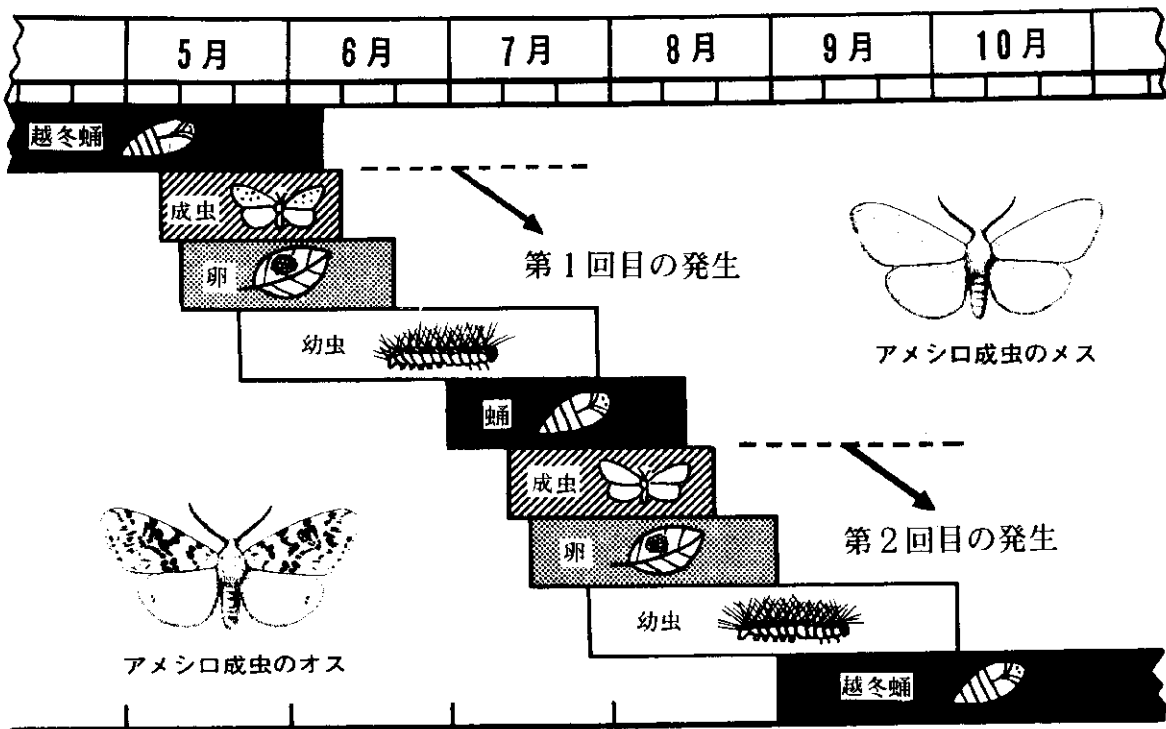 5月 6月 7月 8月 9月 10月
越冬蛹
成虫
卵
第1回目の発生
幼虫
アメシロ成虫のメス
蛹
成虫
卵
第2回目の発生
幼虫
アメシロ成虫のオス
越冬蛹